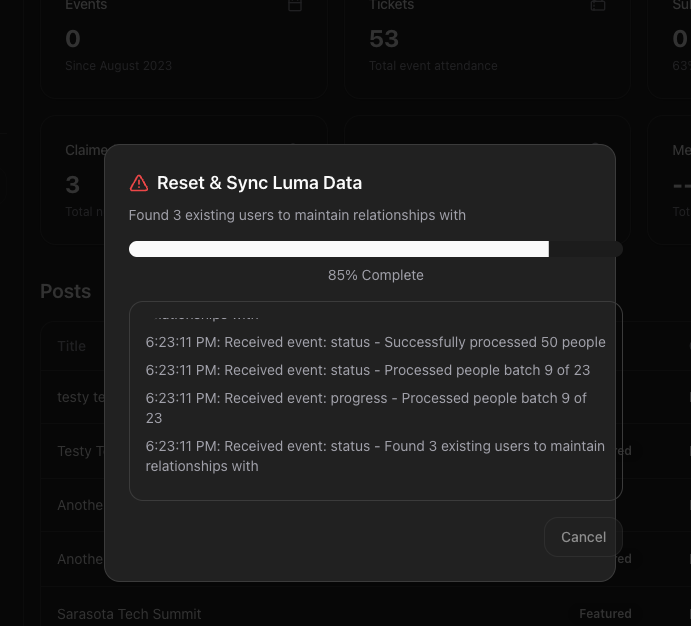 Events
Tickets
0
53
0
Since August 2023
Total event attendance
63
Claime
Me
3
--
Total n
Tot
Reset & Sync Luma Data
Found 3 existing users to maintain relationships with
85% Complete
6:23:11 PM: Received event: status - Successfully processed 50 people
6:23:11 PM: Received event: status - Processed people batch 9 of 23
6:23:11 PM: Received event: progress - Processed people batch 9 of
23
6:23:11 PM: Received event: status - Found 3 existing users to maintain
relationships with
Cancel
Posts
Title
testy te
Testy T
ed
Anothe
Anothe
ed
Sarasota Tech Summit
Featured